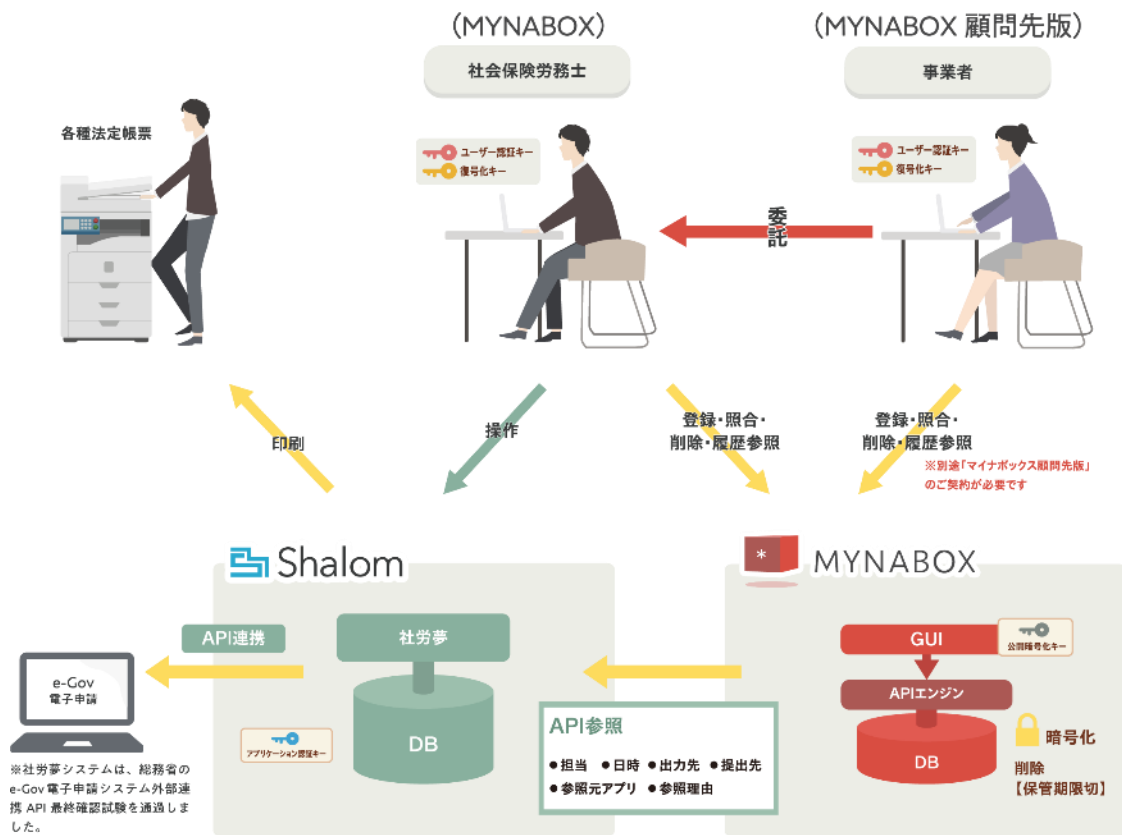 （MYNABOX）
社会保険労務士
（MYNABOX 顧問先版）
事業者
各種法定帳票
ユーザー認証キー
復号化キー
ユーザー認証キー
復号化キー
委託
印刷
操作
登録・照合・
削除・履歴参照
登録・照合・
削除・履歴参照
※別途「マイナボックス顧問先版」
のご契約が必要です
Shalom
* MYNABOX
API連携
社労夢
DB
アプリケーション認証キー
e-Gov
電子申請
※社労夢システムは、総務省の
e-Gov 電子申請システム外部連
携 API 最終確認試験を通過しま
した。
API参照
●担当 ●日時 ●出力先 ●提出先
●参照元アプリ ●参照理由
GUI
公開暗号化キー
APIエンジン
DB
暗号化
削除
【保管期限切】